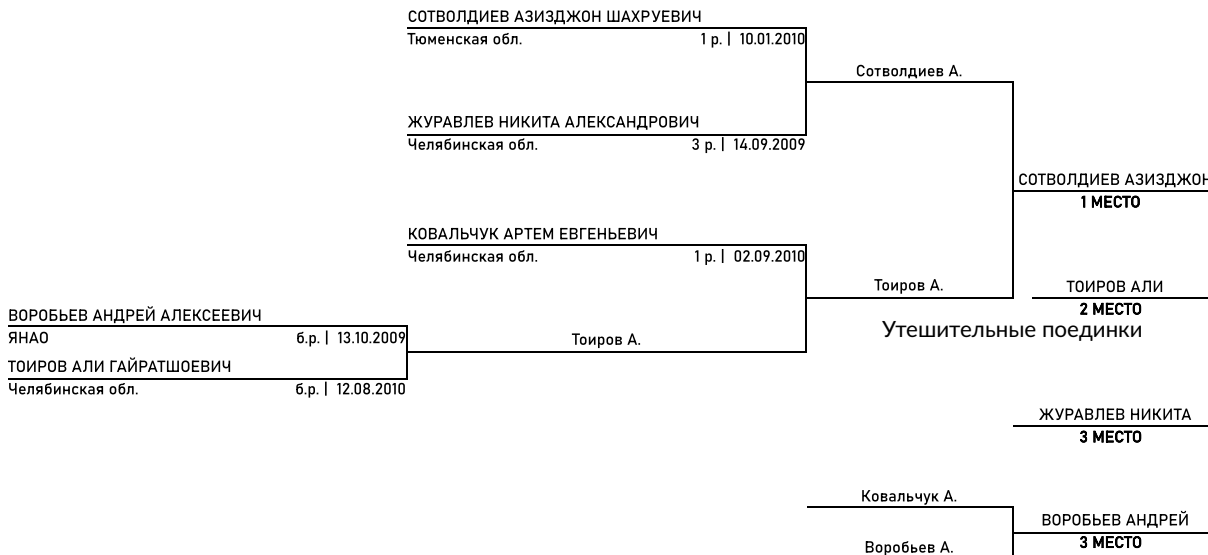 СОТВОЛДИЕВ АЗИЗДЖОН ШАХРУЕВИЧ
Тюменская обл. 1 р. | 10.01.2010
Сотволдиев А.
ЖУРАВЛЕВ НИКИТА АЛЕКСАНДРОВИЧ
Челябинская обл. 3 р. | 14.09.2009
СОТВОЛДИЕВ АЗИЗДЖОН
1 МЕСТО
КОВАЛЬЧУК АРТЕМ ЕВГЕНЬЕВИЧ
Челябинская обл. 1 р. | 02.09.2010
Тоиров А.
ТОИРОВ АЛИ
2 МЕСТО
ВОРОБЬЕВ АНДРЕЙ АЛЕКСЕЕВИЧ
ЯНАО б.р. | 13.10.2009
Тоиров А.
Утешительные поединки
ТОИРОВ АЛИ ГАЙРАТШОЕВИЧ
Челябинская обл. б.р. | 12.08.2010
ЖУРАВЛЕВ НИКИТА
3 МЕСТО
Ковальчук А.
ВОРОБЬЕВ АНДРЕЙ
3 МЕСТО
Воробьев А.